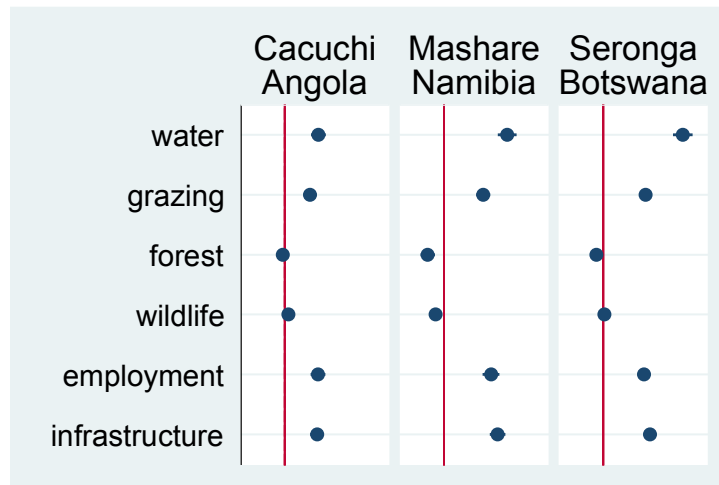 Cacuchi
Angola
Mashare
Namibia
Seronga
Botswana
water
grazing
forest
wildlife
employment
infrastructure